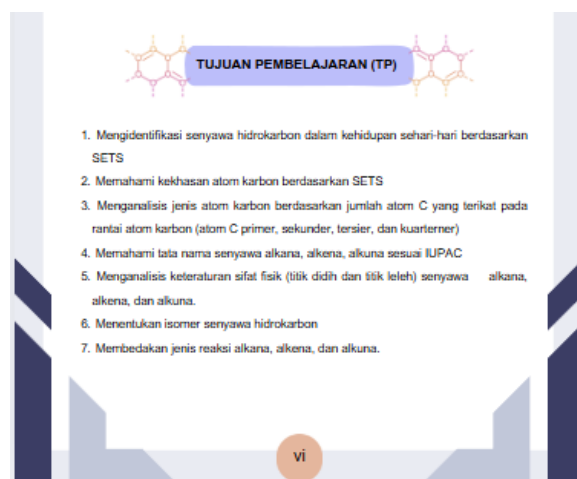 TUJUAN PEMBELAJARAN (TP)
1. Mengidentifikasi senyawa hidrokarbon dalam kehidupan sehari-hari berdasarkan
SETS
2. Memahami kekhasan atom karbon berdasarkan SETS
3. Menganalisis jenis atom karbon berdasarkan jumlah atom C yang terikat pada
rantai atom karbon (atom C primer, sekunder, tersier, dan kuarterner)
4. Memahami tata nama senyawa alkana, alkena, alkuna sesuai IUPAC
5. Menganalisis keteraturan sifat fisik (titik didih dan titik leleh) senyawa alkana,
alkena, dan alkuna.
6. Menentukan isomer senyawa hidrokarbon
7. Membedakan jenis reaksi alkana, alkena, dan alkuna.
vi